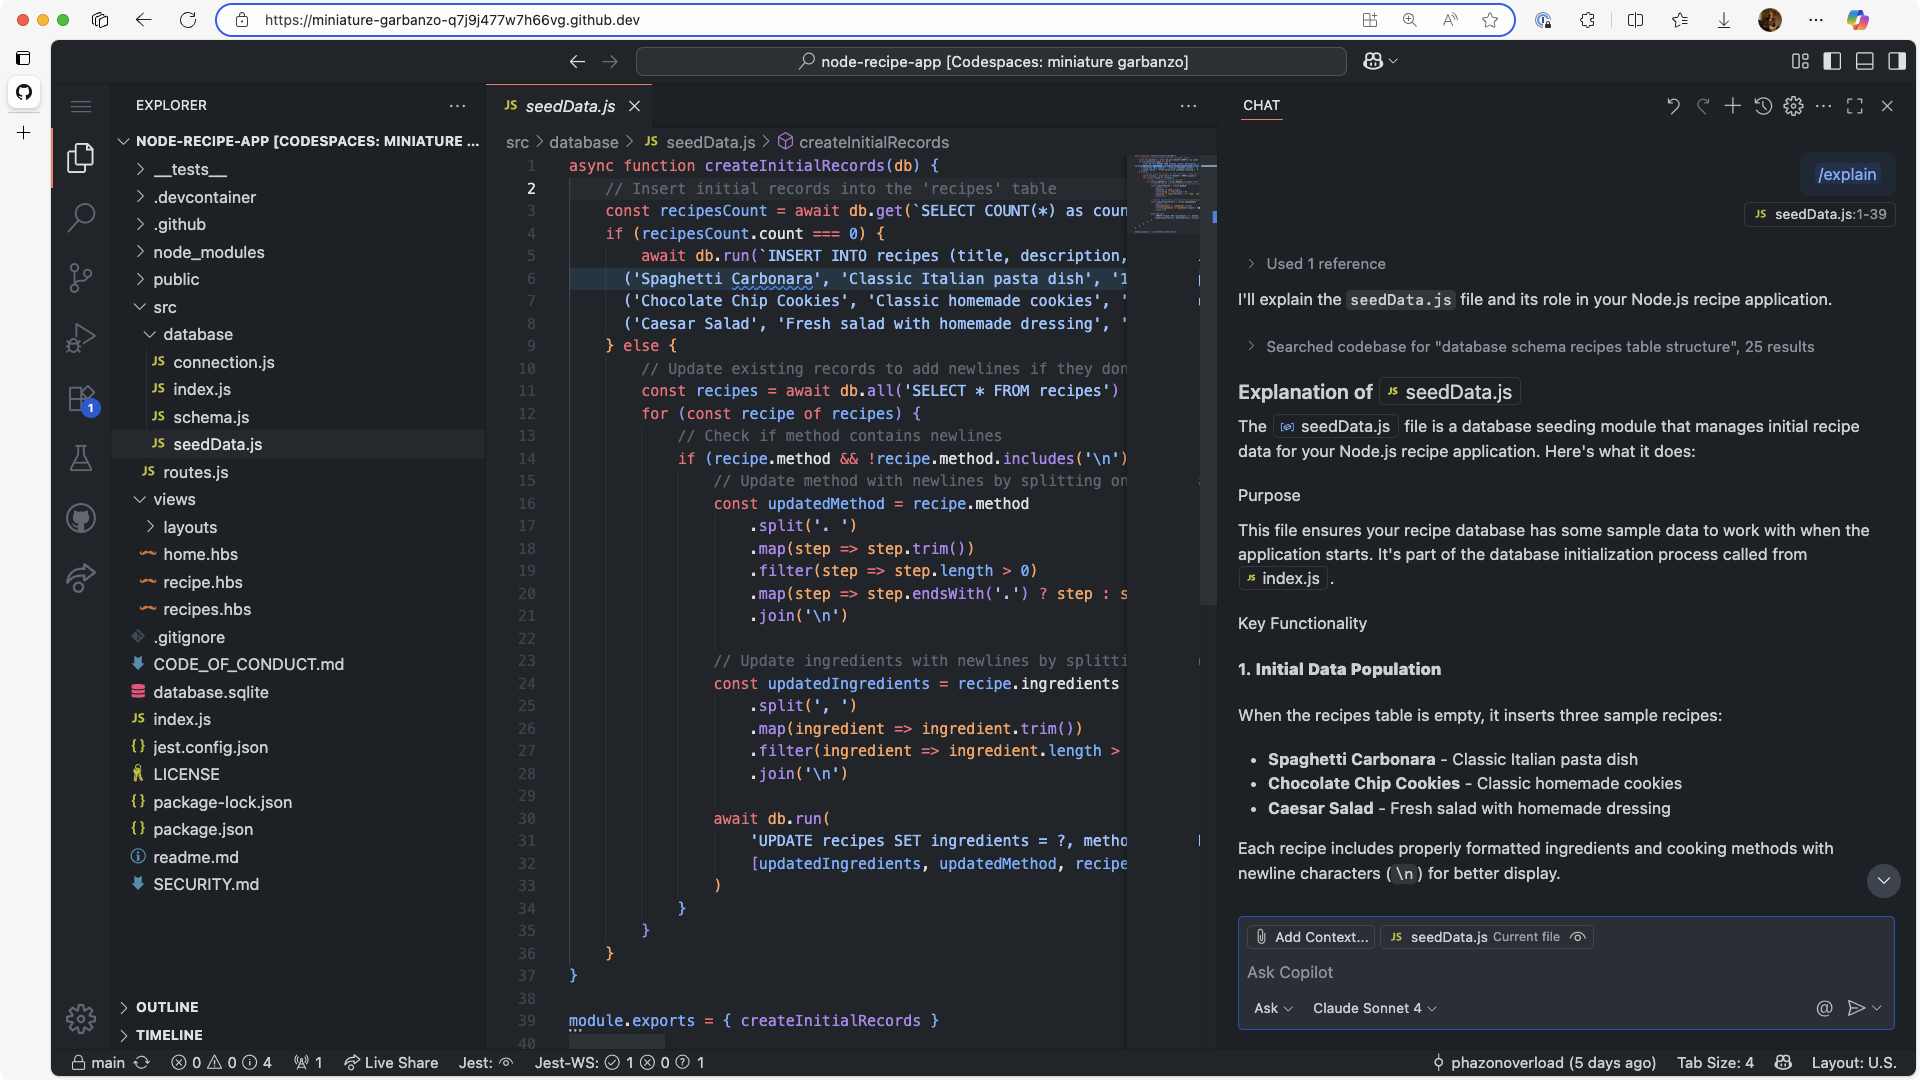 https://miniature-garbanzo-q7j9j477w7h66vg.github.dev
node-recipe-app [Codespaces: miniature garbanzo]
EXPLORER
NODE-RECIPE-APP [CODESPACES: MINIATURE ...
__tests__
.devcontainer
.github
node_modules
public
src
database
JS connection.js
JS index.js
JS schema.js
JS seedData.js
JS routes.js
views
layouts
home.hbs
recipe.hbs
recipes.hbs
.gitignore
CODE_OF_CONDUCT.md
database.sqlite
JS index.js
{} jest.config.json
LICENSE
{} package-lock.json
{} package.json
readme.md
SECURITY.md
OUTLINE
TIMELINE
1
JS seedData.js
src > database > JS seedData.js > createInitialRecords
1 async function createInitialRecords(db) {
2 // Insert initial records into the 'recipes' table
3 const recipesCount = await db.get(`SELECT COUNT(*) as coun
4 if (recipesCount.count === 0) {
5 await db.run(`INSERT INTO recipes (title, description,
6 ('Spaghetti Carbonara', 'Classic Italian pasta dish', '1
7 ('Chocolate Chip Cookies', 'Classic homemade cookies', '
8 ('Caesar Salad', 'Fresh salad with homemade dressing', '
9 } else {
10 // Update existing records to add newlines if they don
11 const recipes = await db.all('SELECT * FROM recipes')
12 for (const recipe of recipes) {
13 // Check if method contains newlines
14 if (recipe.method && !recipe.method.includes('\n')
15 // Update method with newlines by splitting on
16 const updatedMethod = recipe.method
17 .split('. ')
18 .map(step => step.trim())
19 .filter(step => step.length > 0)
20 .map(step => step.endsWith('.') ? step : s
21 .join('\n')
22
23 // Update ingredients with newlines by splitti
24 const updatedIngredients = recipe.ingredients
25 .split(', ')
26 .map(ingredient => ingredient.trim())
27 .filter(ingredient => ingredient.length >
28 .join('\n')
29
30 await db.run(
31 'UPDATE recipes SET ingredients = ?, metho
32 [updatedIngredients, updatedMethod, recipe
33 )
34 }
35 }
36 }
37 }
38
39 module.exports = { createInitialRecords }
40
CHAT
/explain
JS seedData.js:1-39
Used 1 reference
I'll explain the seedData.js file and its role in your Node.js recipe application.
Searched codebase for "database schema recipes table structure", 25 results
Explanation of JS seedData.js
The seedData.js file is a database seeding module that manages initial recipe
data for your Node.js recipe application. Here's what it does:
Purpose
This file ensures your recipe database has some sample data to work with when the
application starts. It's part of the database initialization process called from
JS index.js .
Key Functionality
1. Initial Data Population
When the recipes table is empty, it inserts three sample recipes:
• Spaghetti Carbonara - Classic Italian pasta dish
• Chocolate Chip Cookies - Classic homemade cookies
• Caesar Salad - Fresh salad with homemade dressing
Each recipe includes properly formatted ingredients and cooking methods with
newline characters (\n) for better display.
Add Context... JS seedData.js Current file
Ask Copilot
Ask Claude Sonnet 4 @
main 0 0 4 1 Live Share Jest: Jest-WS: 1 0 1 phazonoverload (5 days ago) Tab Size: 4 Layout: U.S.